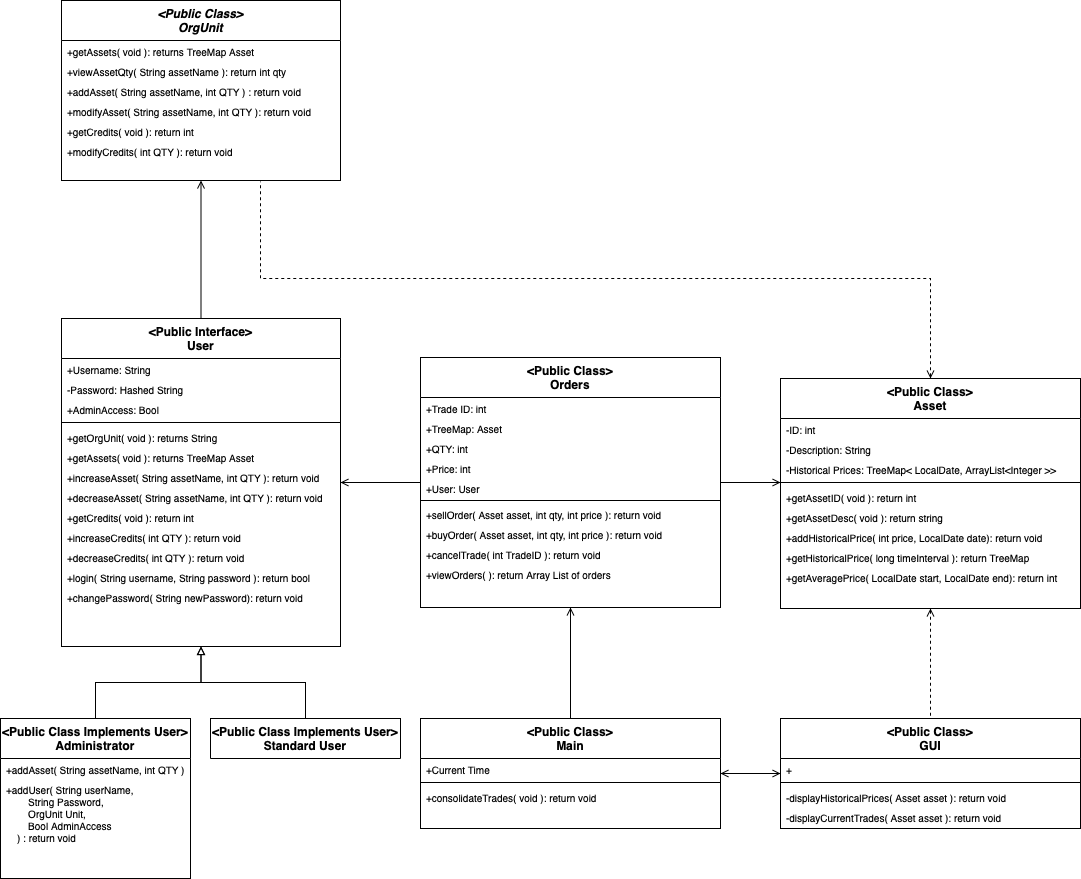 <Public Class>
OrgUnit
+getAssets( void ): returns TreeMap Asset
+viewAssetQty( String assetName ): return int qty
+addAsset( String assetName, int QTY ) : return void
+modifyAsset( String assetName, int QTY ): return void
+getCredits( void ): return int
+modifyCredits( int QTY ): return void
<Public Interface>
User
+Username: String
-Password: Hashed String
+AdminAccess: Bool
+getOrgUnit( void ): returns String
+getAssets( void ): returns TreeMap Asset
+increaseAsset( String assetName, int QTY ): return void
+decreaseAsset( String assetName, int QTY ): return void
+getCredits( void ): return int
+increaseCredits( int QTY ): return void
+decreaseCredits( int QTY ): return void
+login( String username, String password ): return bool
+changePassword( String newPassword): return void
<Public Class>
Orders
+Trade ID: int
+TreeMap: Asset
+QTY: int
+Price: int
+User: User
+sellOrder( Asset asset, int qty, int price ): return void
+buyOrder( Asset asset, int qty, int price ): return void
+cancelTrade( int TradeID ): return void
+viewOrders( ): return Array List of orders
<Public Class>
Asset
-ID: int
-Description: String
-Historical Prices: TreeMap< LocalDate, ArrayList<Integer >>
+getAssetID( void ): return int
+getAssetDesc( void ): return string
+addHistoricalPrice( int price, LocalDate date): return void
+getHistoricalPrice( long timeInterval ): return TreeMap
+getAveragePrice( LocalDate start, LocalDate end): return int
<Public Class Implements User>
Administrator
+addAsset( String assetName, int QTY )
+addUser( String userName,
String Password,
OrgUnit Unit,
Bool AdminAccess
) : return void
<Public Class Implements User>
Standard User
<Public Class>
Main
+Current Time
+consolidateTrades( void ): return void
<Public Class>
GUI
+
-displayHistoricalPrices( Asset asset ): return void
-displayCurrentTrades( Asset asset ): return void